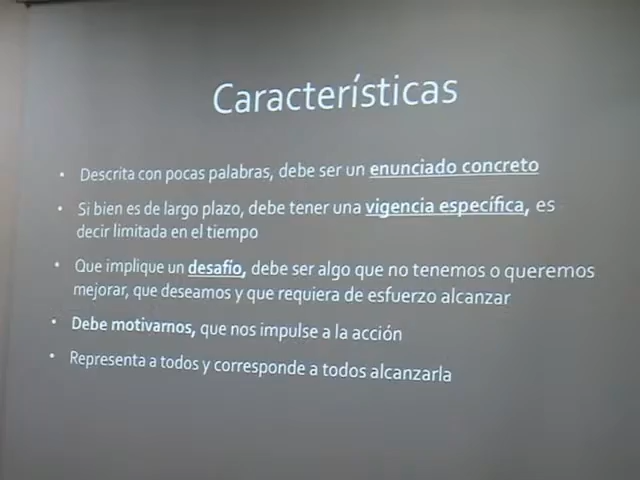 Características
• Descrita con pocas palabras, debe ser un enunciado concreto
• Si bien es de largo plazo, debe tener una vigencia específica, es
decir limitada en el tiempo
• Que implique un desafío, debe ser algo que no tenemos o queremos
mejorar, que deseamos y que requiera de esfuerzo alcanzar
• Debe motivarnos, que nos impulse a la acción
• Representa a todos y corresponde a todos alcanzarla